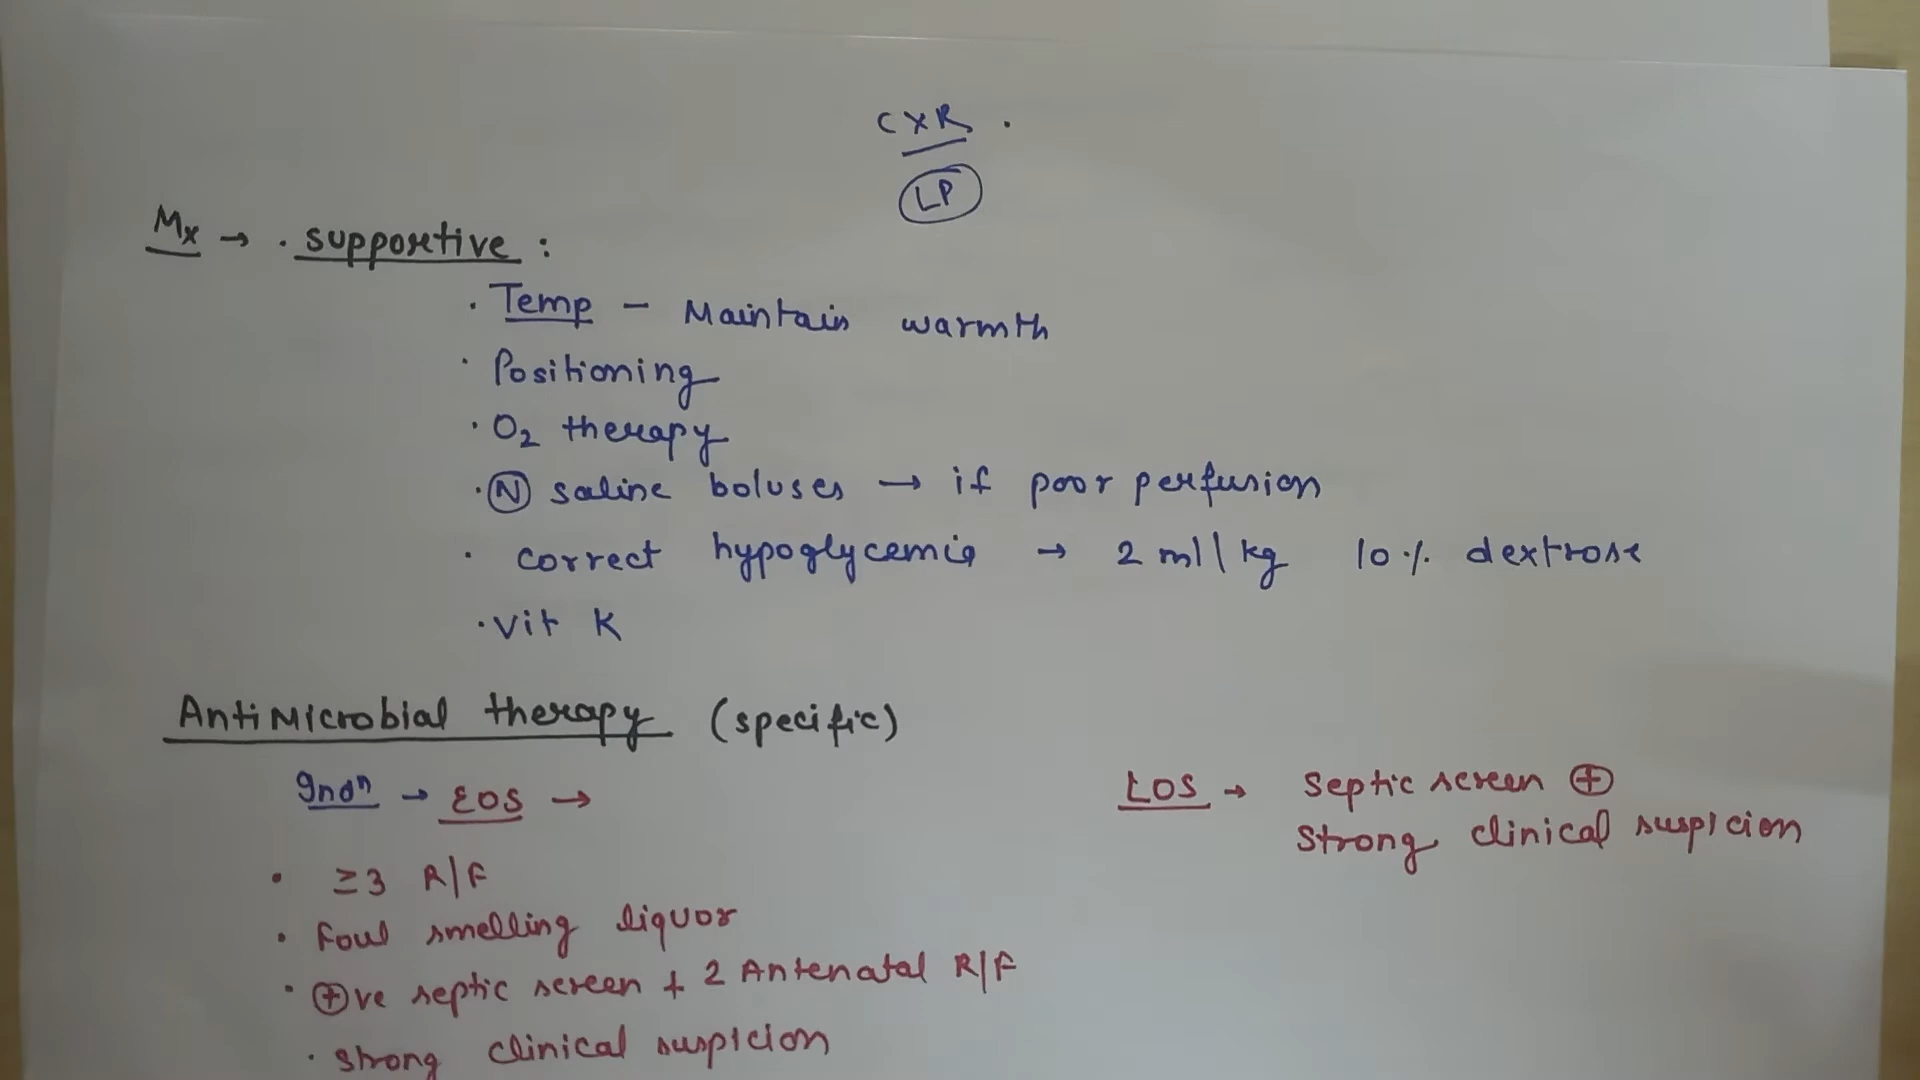 CXR .
LP
Mx → . supportive :
. Temp - Maintain warmth
. Positioning
. O2 therapy
. Ⓝ saline boluses → if poor perfusion
. correct hypoglycemia → 2 ml/kg 10% dextrose
. Vit K
AntiMicrobial therapy (specific)
Indn → EOS →
LOS → Septic screen ⊕
Strong clinical suspicion
. ≥3 R/F
. Foul smelling liquor
. ⊕ve septic screen + 2 Antenatal R/F
. Strong clinical suspicion